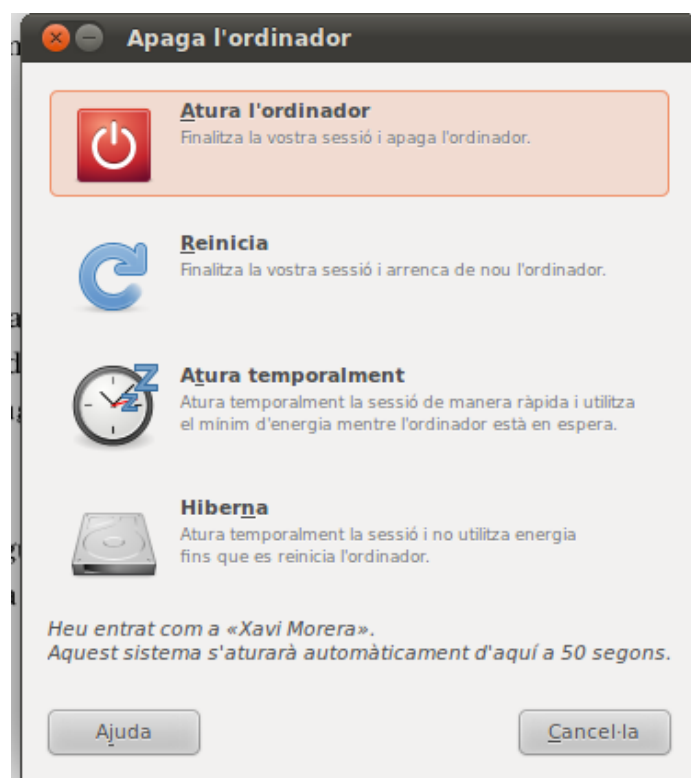 Apaga l'ordinador
Atura l'ordinador
Finalitza la vostra sessió i apaga l'ordinador.
Reinicia
Finalitza la vostra sessió i arrenca de nou l'ordinador.
Atura temporalment
Atura temporalment la sessió de manera ràpida i utilitza
el mínim d'energia mentre l'ordinador està en espera.
Hiberna
Atura temporalment la sessió i no utilitza energia
fins que es reinicia l'ordinador.
Heu entrat com a «Xavi Morera».
Aquest sistema s'aturarà automàticament d'aquí a 50 segons.
Ajuda
Cancel·la